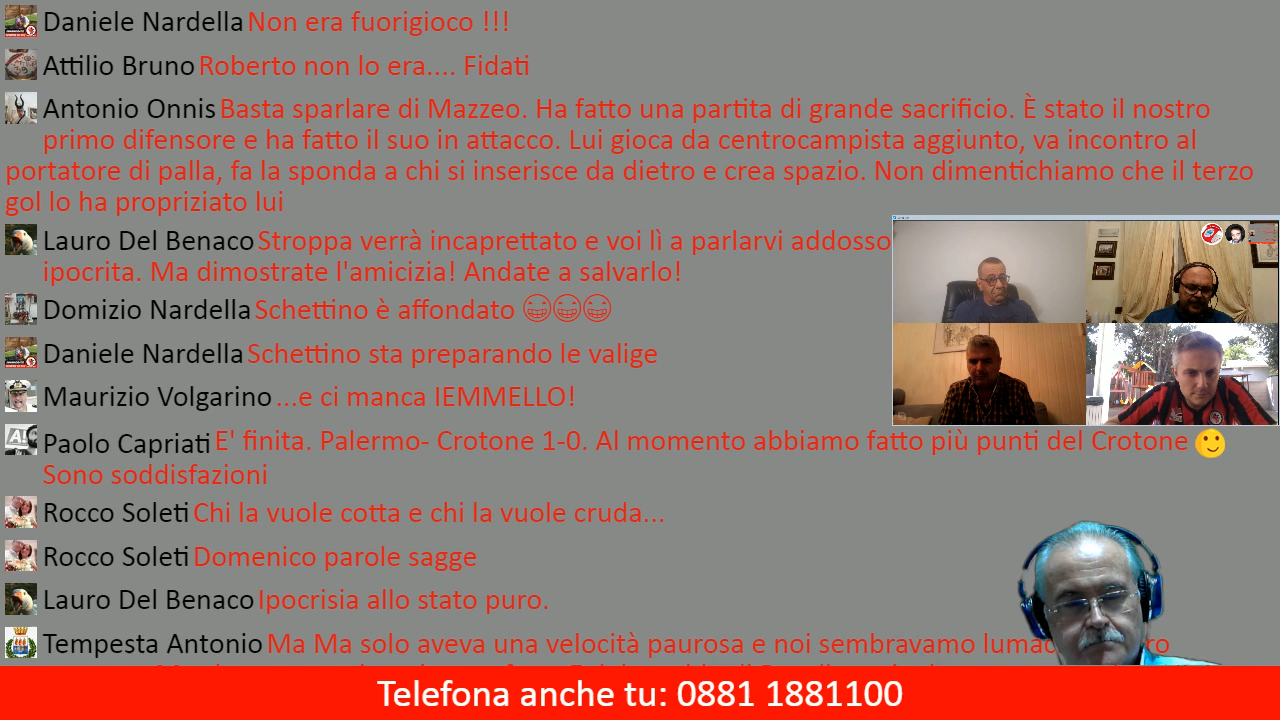 Daniele Nardella Non era fuorigioco !!!
Attilio Bruno Roberto non lo era.... Fidati
Antonio Onnis Basta sparlare di Mazzeo. Ha fatto una partita di grande sacrificio. È stato il nostro
primo difensore e ha fatto il suo in attacco. Lui gioca da centrocampista aggiunto, va incontro al
portatore di palla, fa la sponda a chi si inserisce da dietro e crea spazio. Non dimentichiamo che il terzo
gol lo ha propriziato lui
Lauro Del Benaco Stroppa verrà incaprettato e voi lì a parlarvi addosso
ipocrita. Ma dimostrate l'amicizia! Andate a salvarlo!
Domizio Nardella Schettino è affondato 😁😁😁
Daniele Nardella Schettino sta preparando le valige
Maurizio Volgarino ...e ci manca IEMMELLO!
Paolo Capriati E' finita. Palermo- Crotone 1-0. Al momento abbiamo fatto più punti del Crotone 🙂
Sono soddisfazioni
Rocco Soleti Chi la vuole cotta e chi la vuole cruda...
Rocco Soleti Domenico parole sagge
Lauro Del Benaco Ipocrisia allo stato puro.
Tempesta Antonio Ma Ma solo aveva una velocità paurosa e noi sembravamo
Telefona anche tu: 0881 1881100